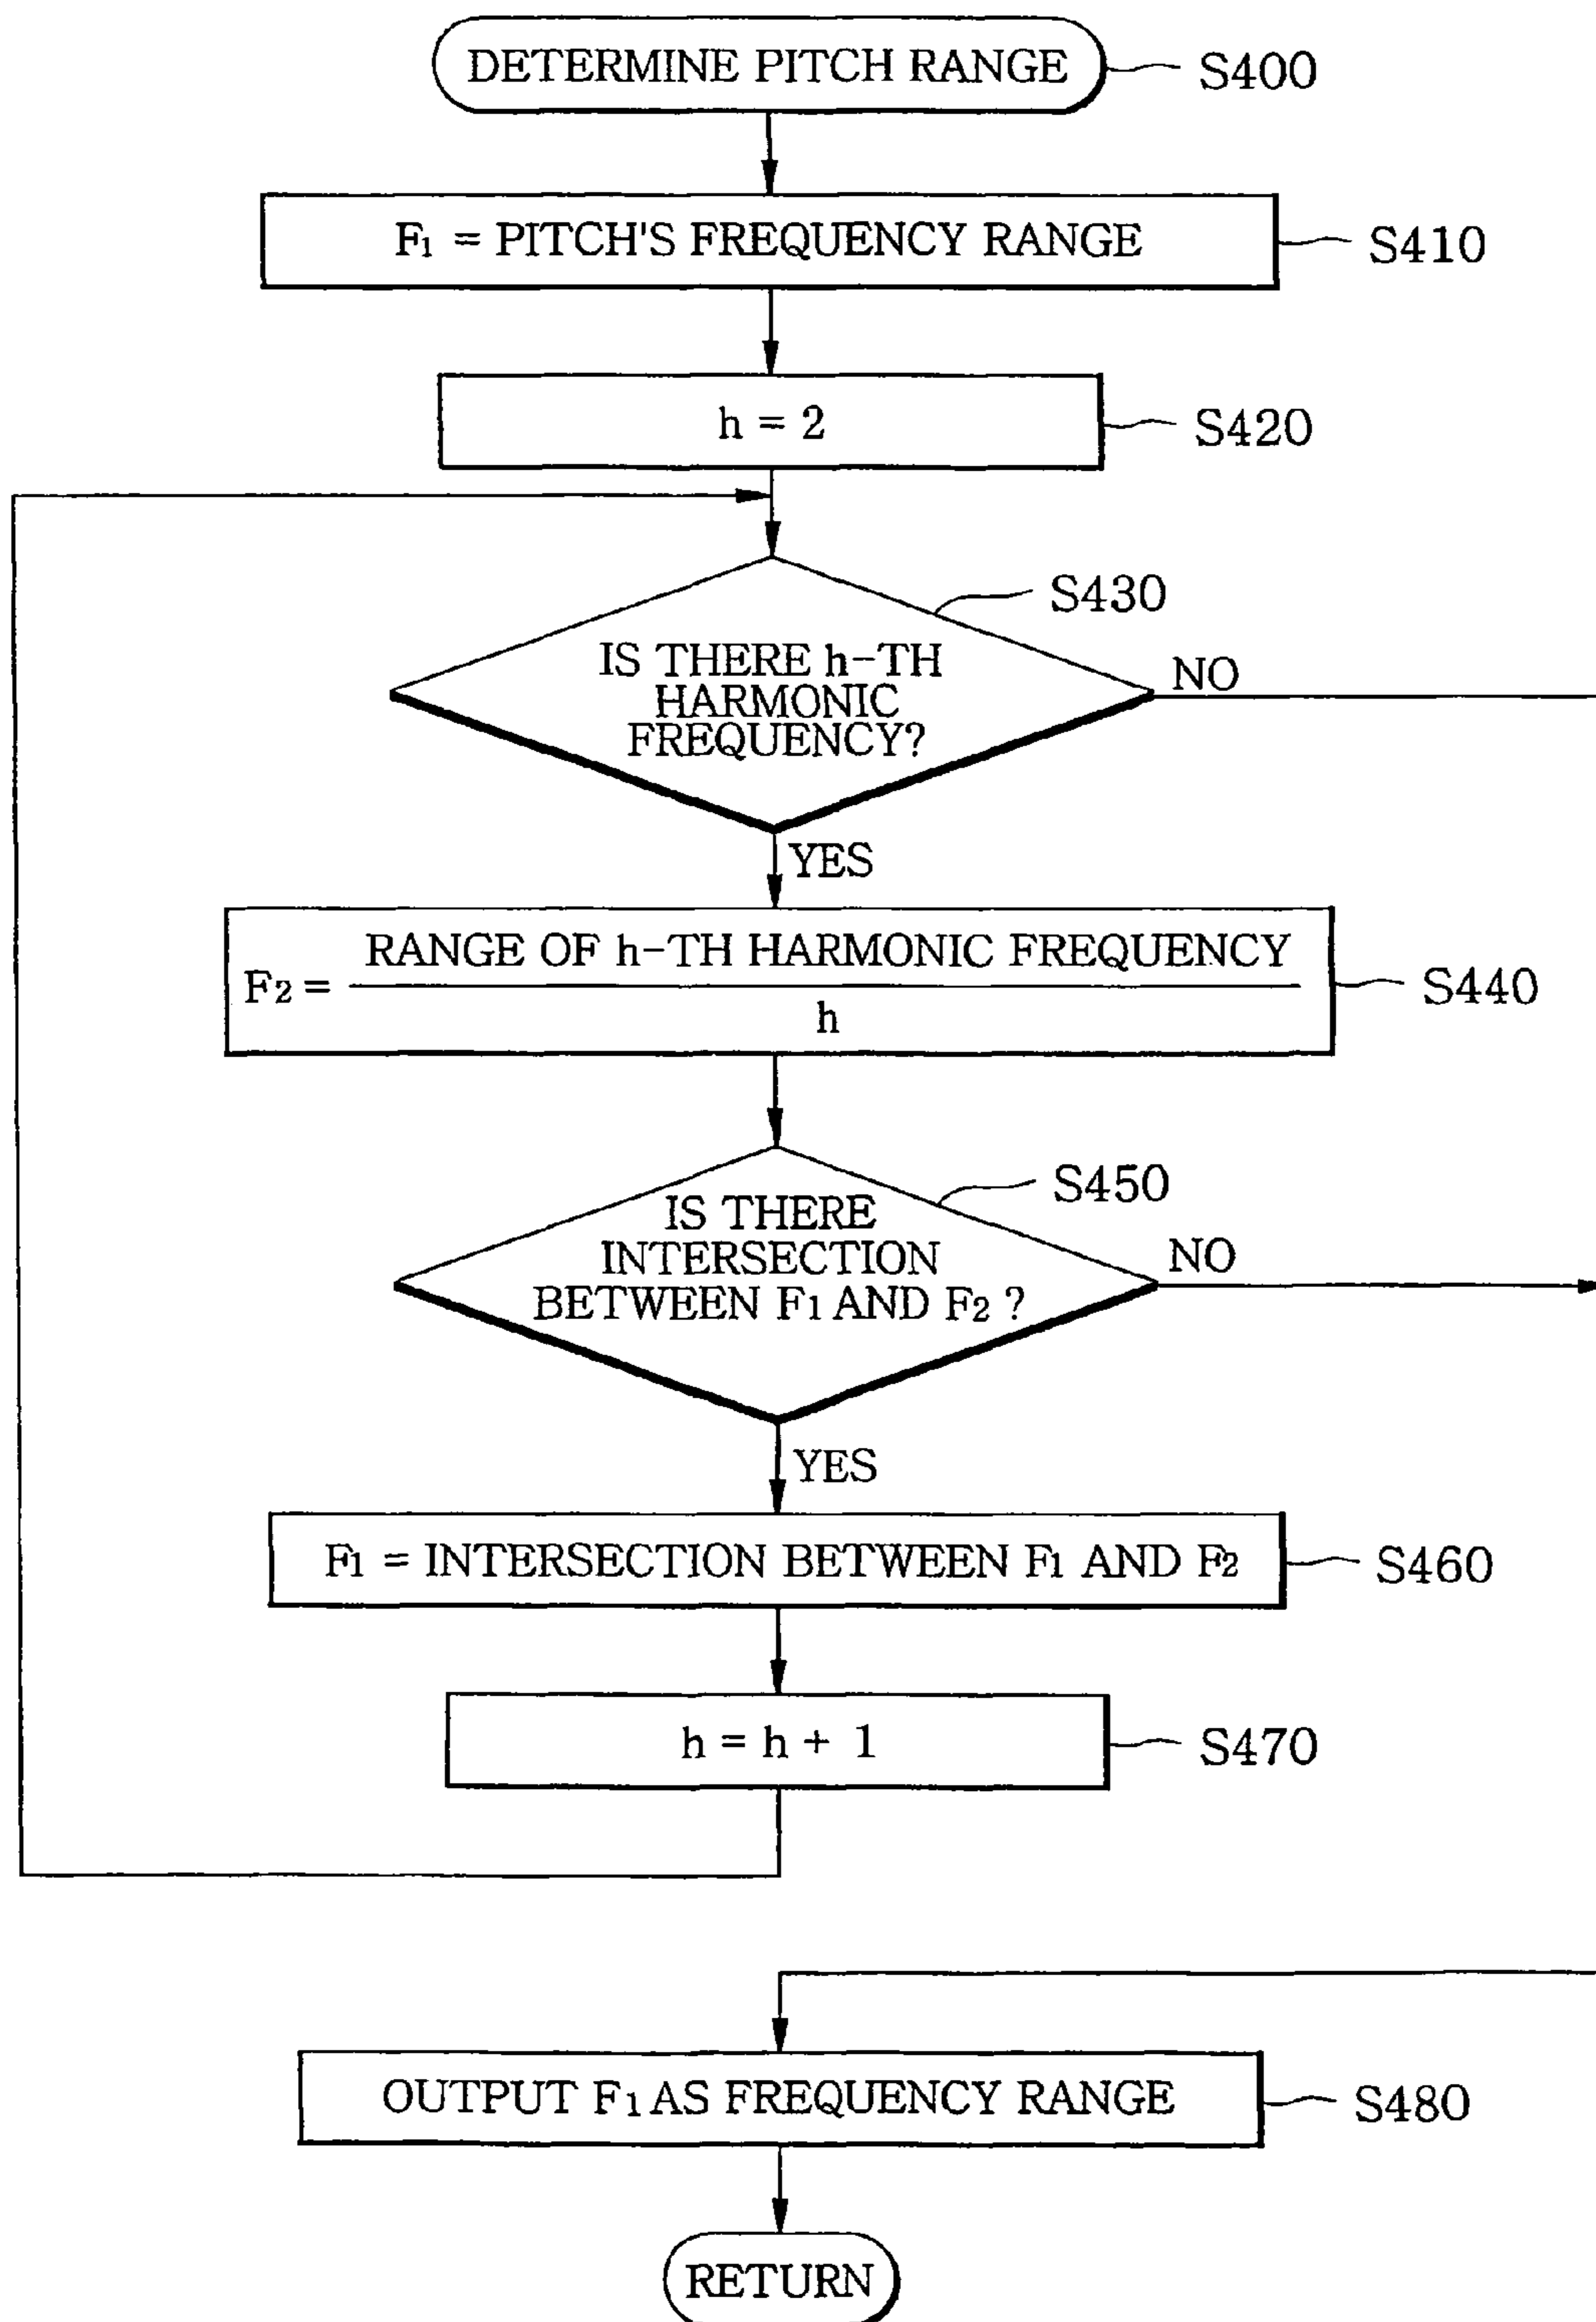 DETERMINE PITCH RANGE
S400
F1 = PITCH'S FREQUENCY RANGE
S410
h = 2
S420
S430
IS THERE h-TH
HARMONIC
FREQUENCY?
NO
YES
RANGE OF h-TH HARMONIC FREQUENCY
F2 =
h
S440
S450
IS THERE
INTERSECTION
BETWEEN F1 AND F2 ?
NO
YES
F1 = INTERSECTION BETWEEN F1 AND F2
S460
h = h + 1
S470
OUTPUT F1 AS FREQUENCY RANGE
S480
RETURN